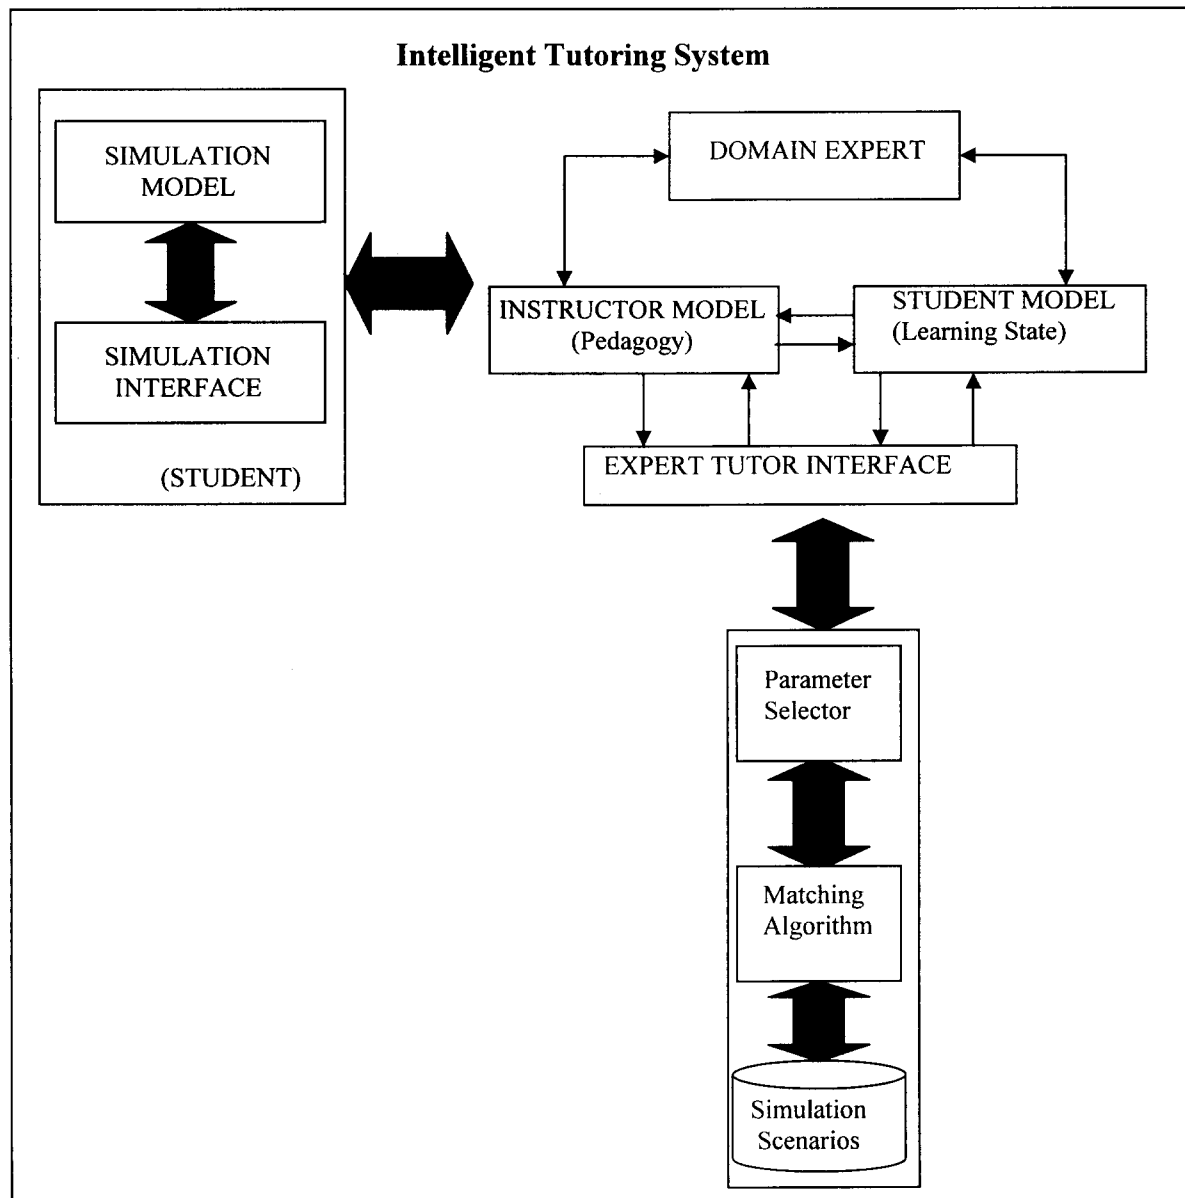 Intelligent Tutoring System
SIMULATION
MODEL
SIMULATION
INTERFACE
(STUDENT)
DOMAIN EXPERT
INSTRUCTOR MODEL
(Pedagogy)
STUDENT MODEL
(Learning State)
EXPERT TUTOR INTERFACE
Parameter
Selector
Matching
Algorithm
Simulation
Scenarios